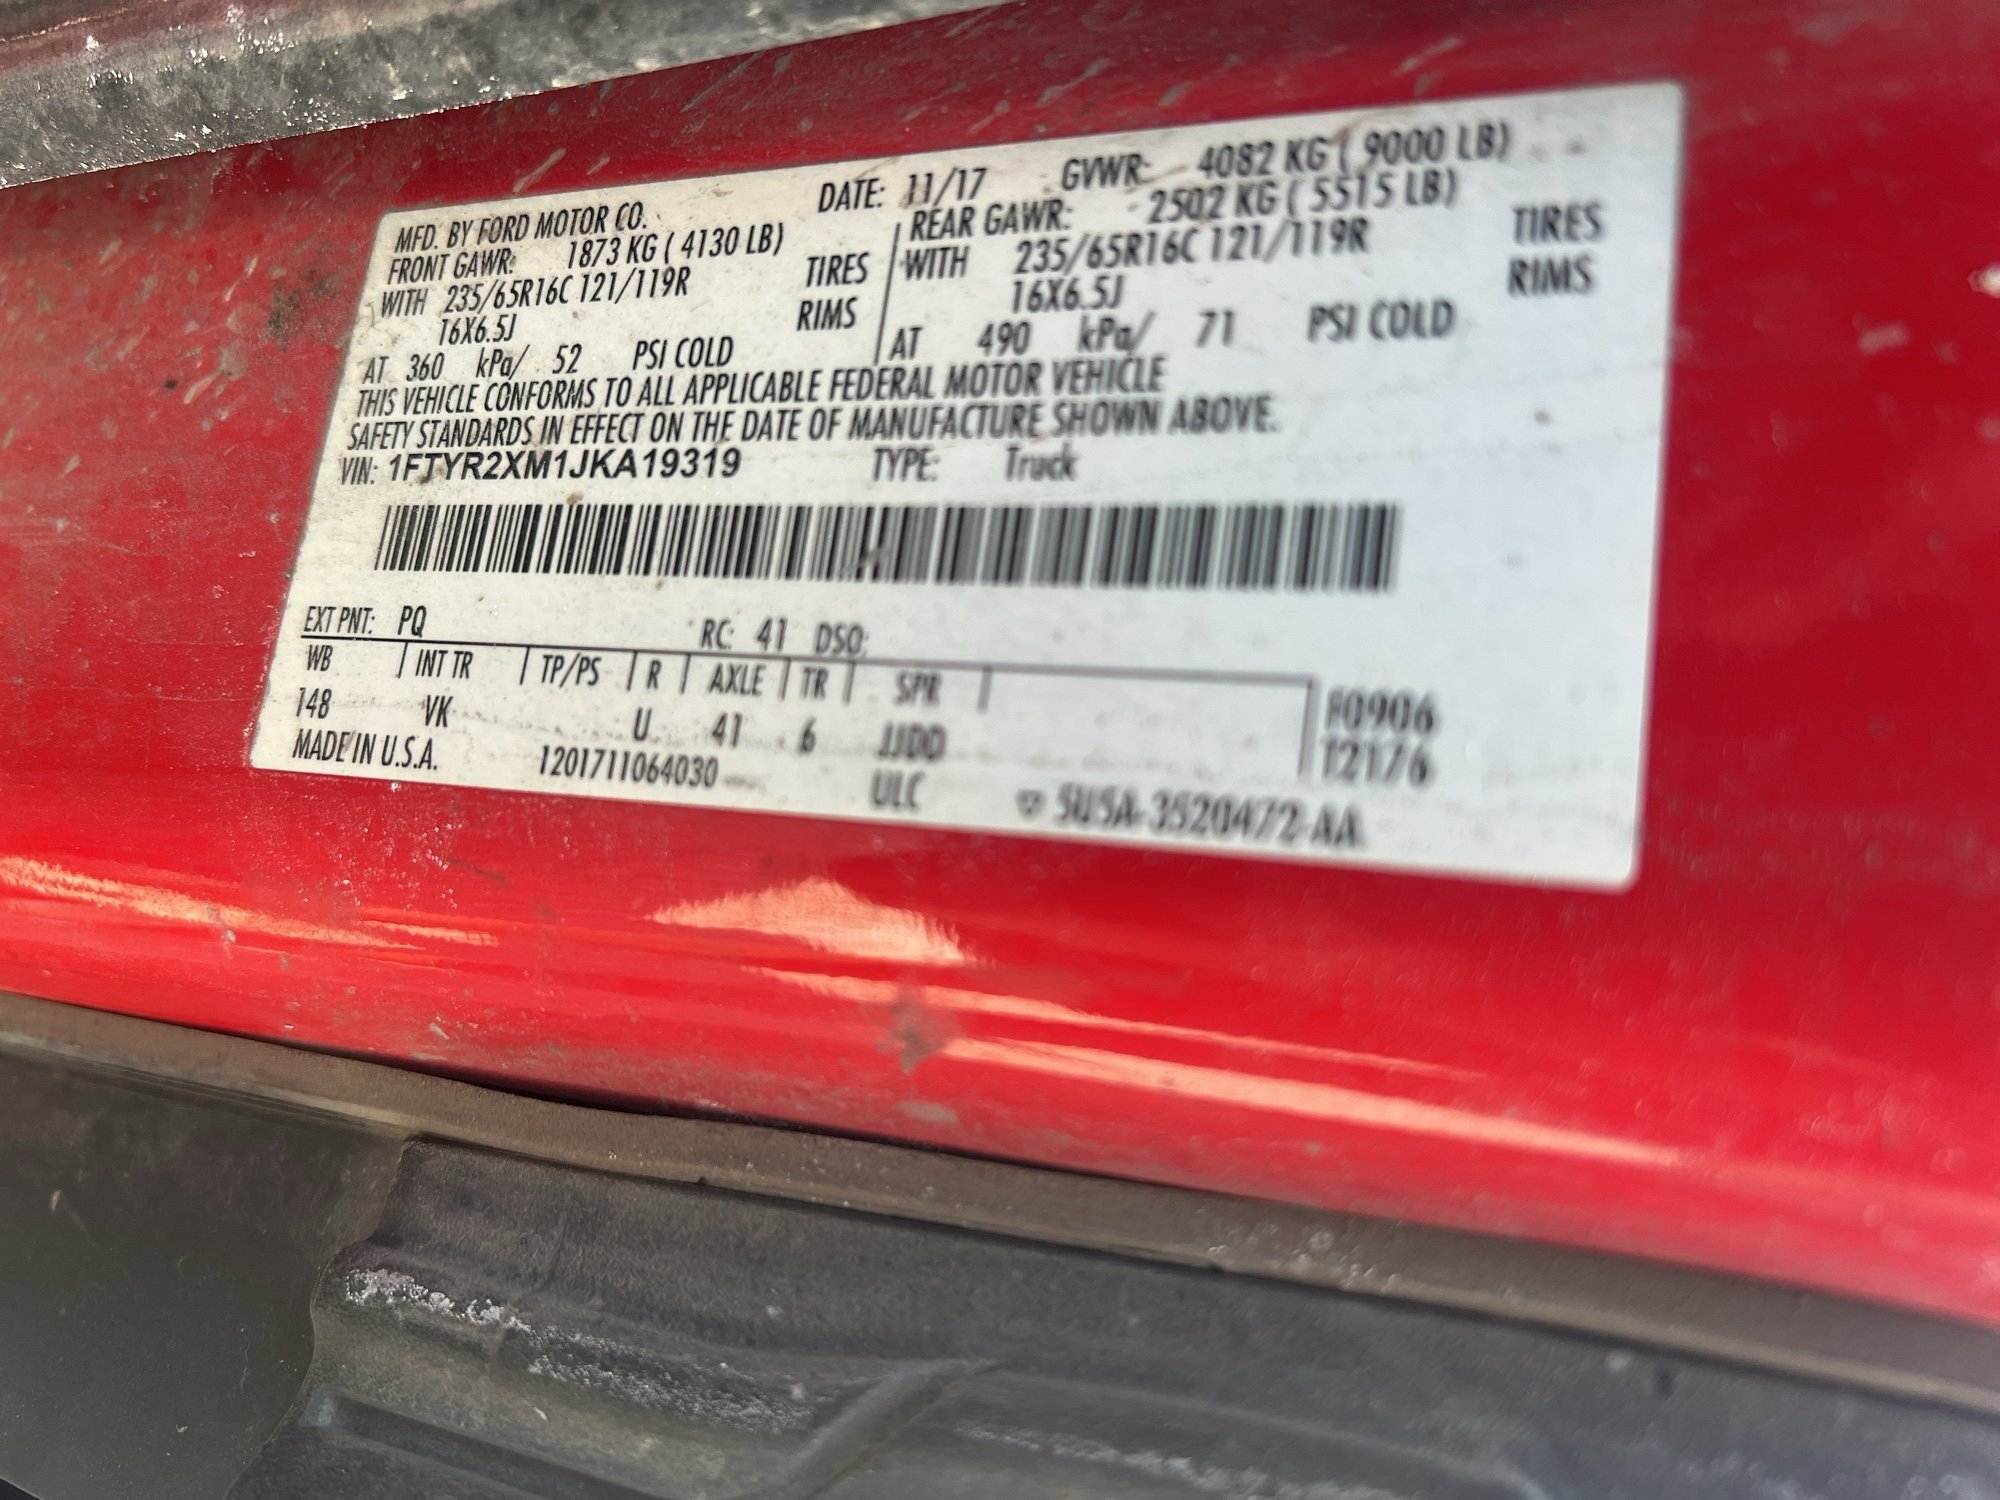 MFD. BY FORD MOTOR CO. DATE: 11/17 GVWR: 4082 KG ( 9000 LB)
FRONT GAWR: 1873 KG ( 4130 LB) REAR GAWR: 2502 KG ( 5515 LB)
WITH 235/65R16C 121/119R TIRES WITH 235/65R16C 121/119R TIRES
16X6.5J RIMS 16X6.5J RIMS
AT 360 kPa/ 52 PSI COLD AT 490 kPa/ 71 PSI COLD
THIS VEHICLE CONFORMS TO ALL APPLICABLE FEDERAL MOTOR VEHICLE
SAFETY STANDARDS IN EFFECT ON THE DATE OF MANUFACTURE SHOWN ABOVE.
VIN: 1FTYR2XM1JKA19319 TYPE: Truck
EXT PNT: PQ RC: 41 DSO:
WB INT TR TP/PS R AXLE TR SPR
148 VK U 41 6 JJDD
F0906
T2176
MADE IN U.S.A. 1201711064030 ULC 5U5A-3520472-AA